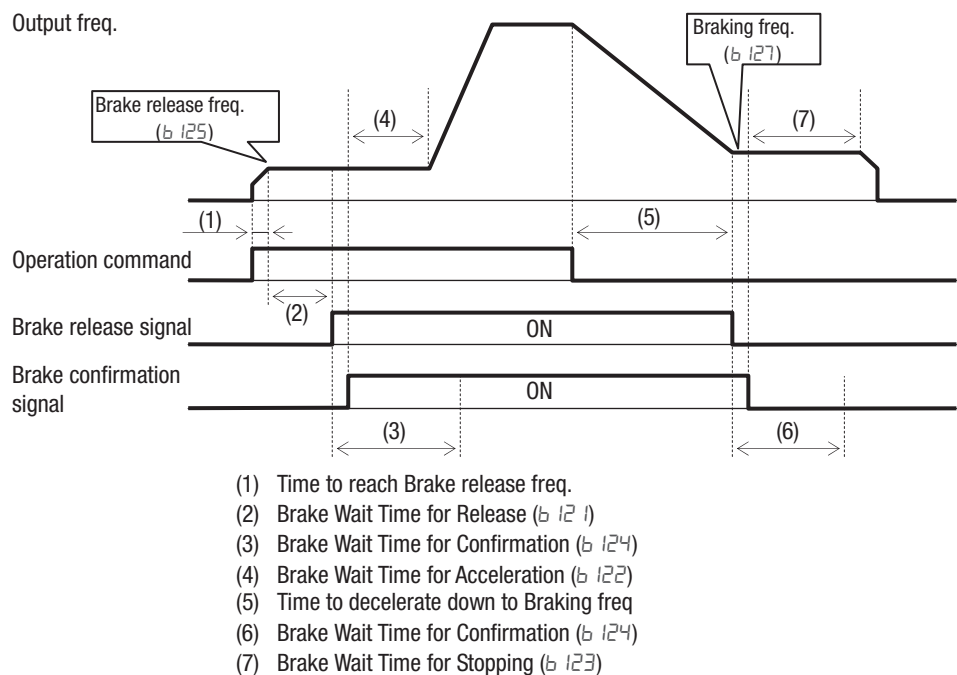 Output freq.
Braking freq.
(b 127)
Brake release freq.
(b 125)
(4)
(7)
(1)
(5)
Operation command
(2)
Brake release signal
ON
Brake confirmation
signal
ON
(3)
(6)
(1) Time to reach Brake release freq.
(2) Brake Wait Time for Release (b 121)
(3) Brake Wait Time for Confirmation (b 124)
(4) Brake Wait Time for Acceleration (b 122)
(5) Time to decelerate down to Braking freq
(6) Brake Wait Time for Confirmation (b 124)
(7) Brake Wait Time for Stopping (b 123)